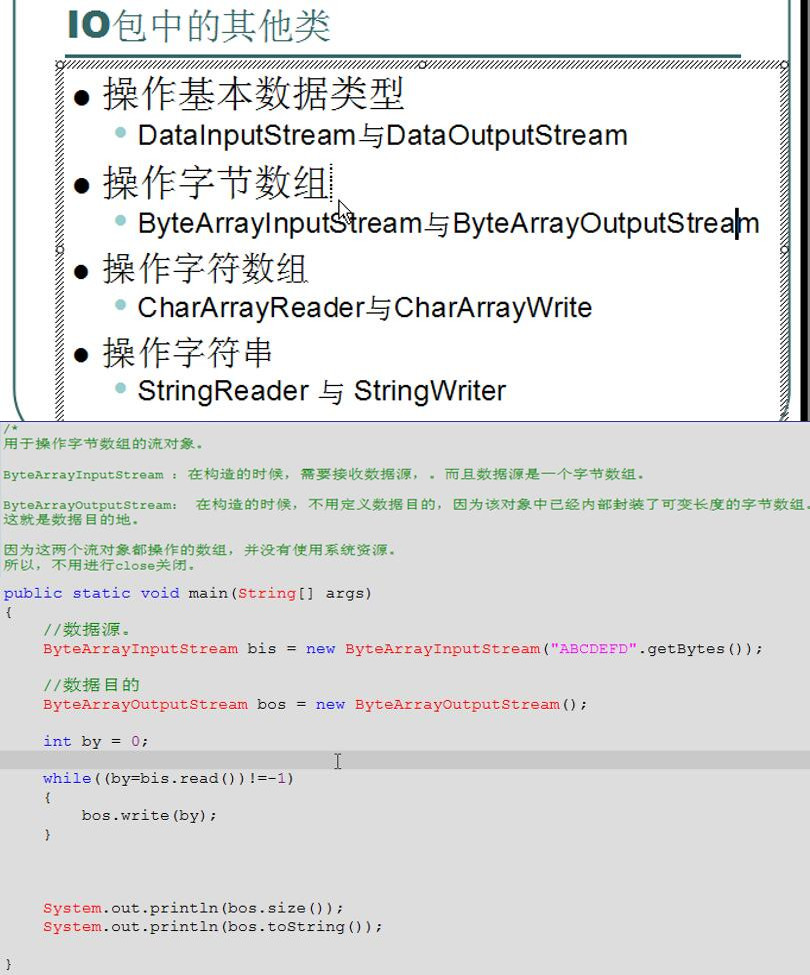 IO包中的其他类
操作基本数据类型
DataInputStream与DataOutputStream
操作字节数组
ByteArrayInputStream与ByteArrayOutputStream
操作字符数组
CharArrayReader与CharArrayWrite
操作字符串
StringReader 与 StringWriter
/*
用于操作字节数组的流对象。
ByteArrayInputStream ：在构造的时候，需要接收数据源，。而且数据源是一个字节数组。
ByteArrayOutputStream： 在构造的时候，不用定义数据目的，因为该对象中已经内部封装了可变长度的字节数组。
这就是数据目的地。
因为这两个流对象都操作的数组，并没有使用系统资源。
所以，不用进行close关闭。
public static void main(String[] args)
{
//数据源。
ByteArrayInputStream bis = new ByteArrayInputStream("ABCDEFD".getBytes());
//数据目的
ByteArrayOutputStream bos = new ByteArrayOutputStream();
int by = 0;
while((by=bis.read())!=-1)
{
bos.write(by);
}
System.out.println(bos.size());
System.out.println(bos.toString());
}